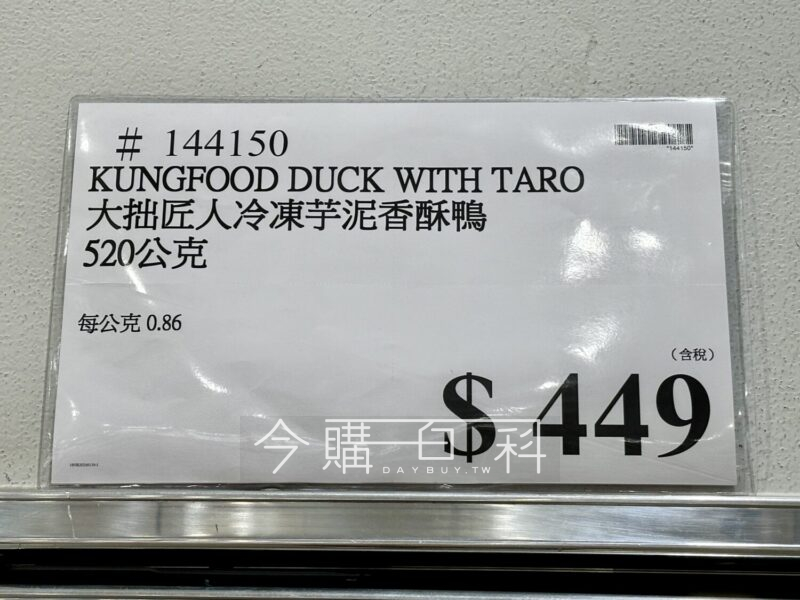 # 144150
"144150"
KUNGFOOD DUCK WITH TARO
大拙匠人冷凍芋泥香酥鴨
520公克
每公克 0.86
(含稅)
$ 449
今購百科
DAYBUY.TW